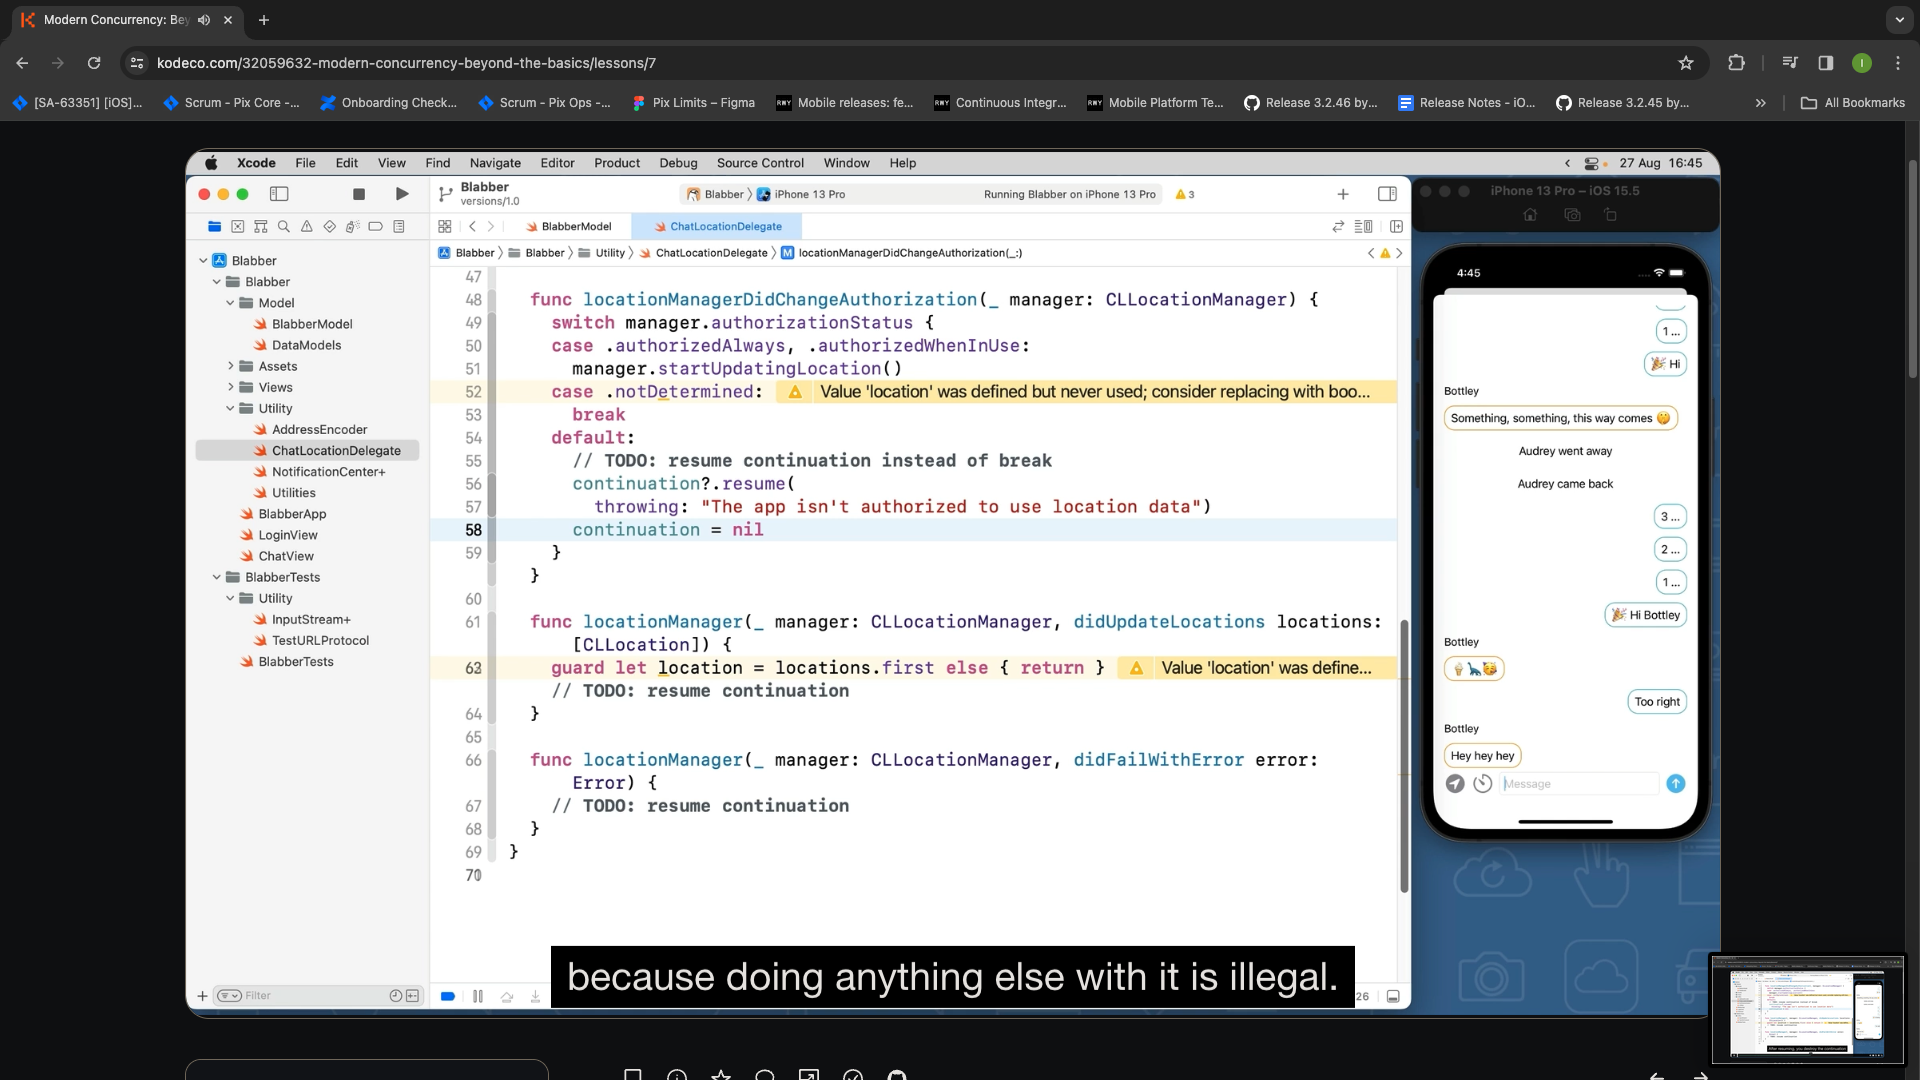 Modern Concurrency: Bey
kodeco.com/32059632-modern-concurrency-beyond-the-basics/lessons/7
I
[SA-63351] [iOS]...
Scrum - Pix Core -...
Onboarding Check...
Scrum - Pix Ops -...
Pix Limits – Figma
RWY
Mobile releases: fe...
RWY
Continuous Integr...
RWY
Mobile Platform Te...
Release 3.2.46 by...
Release Notes - iO...
Release 3.2.45 by...
All Bookmarks
Xcode File Edit View Find Navigate Editor Product Debug Source Control Window Help
27 Aug 16:45
Blabber
versions/1.0
Blabber
iPhone 13 Pro
Running Blabber on iPhone 13 Pro
3
BlabberModel
ChatLocationDelegate
Blabber
Blabber
Utility
ChatLocationDelegate
M locationManagerDidChangeAuthorization(_:)
Blabber
Blabber
Model
BlabberModel
DataModels
Assets
Views
Utility
AddressEncoder
ChatLocationDelegate
NotificationCenter+
Utilities
BlabberApp
LoginView
ChatView
BlabberTests
Utility
InputStream+
TestURLProtocol
BlabberTests
Filter
47
48 func locationManagerDidChangeAuthorization(_ manager: CLLocationManager) {
49 switch manager.authorizationStatus {
50 case .authorizedAlways, .authorizedWhenInUse:
51 manager.startUpdatingLocation()
52 case .notDetermined: Value 'location' was defined but never used; consider replacing with boo...
53 break
54 default:
55 // TODO: resume continuation instead of break
56 continuation?.resume(
57 throwing: "The app isn't authorized to use location data")
58 continuation = nil
59 }
}
60
61 func locationManager(_ manager: CLLocationManager, didUpdateLocations locations:
[CLLocation]) {
guard let location = locations.first else { return } Value 'location' was define...
// TODO: resume continuation
64 }
65
66 func locationManager(_ manager: CLLocationManager, didFailWithError error:
Error) {
67 // TODO: resume continuation
68 }
69 }
because doing anything else with it is illegal.
26
iPhone 13 Pro – iOS 15.5
4:45
1 ...
🎉 Hi
Bottley
Something, something, this way comes 🤫
Audrey went away
Audrey came back
3 ...
2 ...
1 ...
🎉 Hi Bottley
Bottley
🍦🦕🥳
Too right
Bottley
Hey hey hey
Message